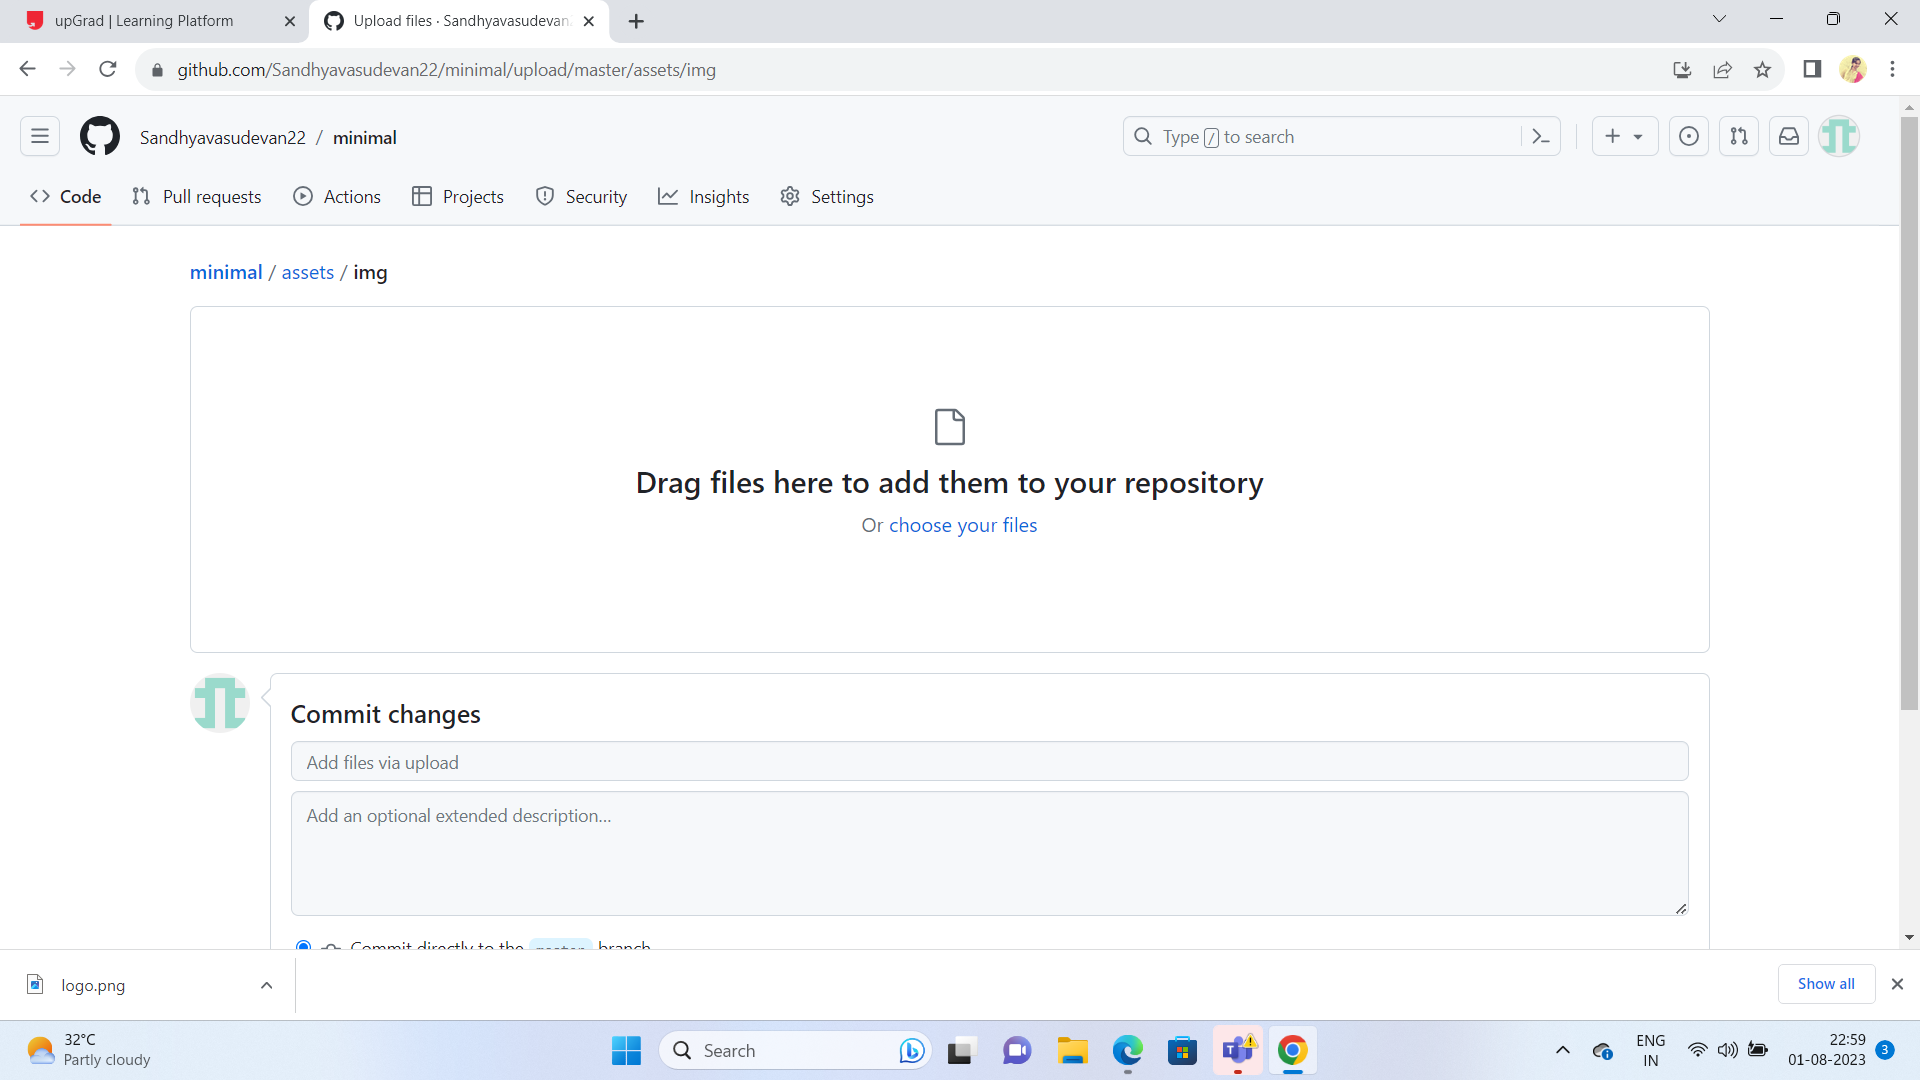 upGrad | Learning Platform
Upload files · Sandhyavasudevan
github.com/Sandhyavasudevan22/minimal/upload/master/assets/img
Sandhyavasudevan22 / minimal
Type / to search
Code
Pull requests
Actions
Projects
Security
Insights
Settings
minimal / assets / img
Drag files here to add them to your repository
Or choose your files
Commit changes
Add files via upload
Add an optional extended description...
Commit directly to the master branch
logo.png
Show all
32°C
Partly cloudy
Search
ENG
IN
22:59
01-08-2023
3